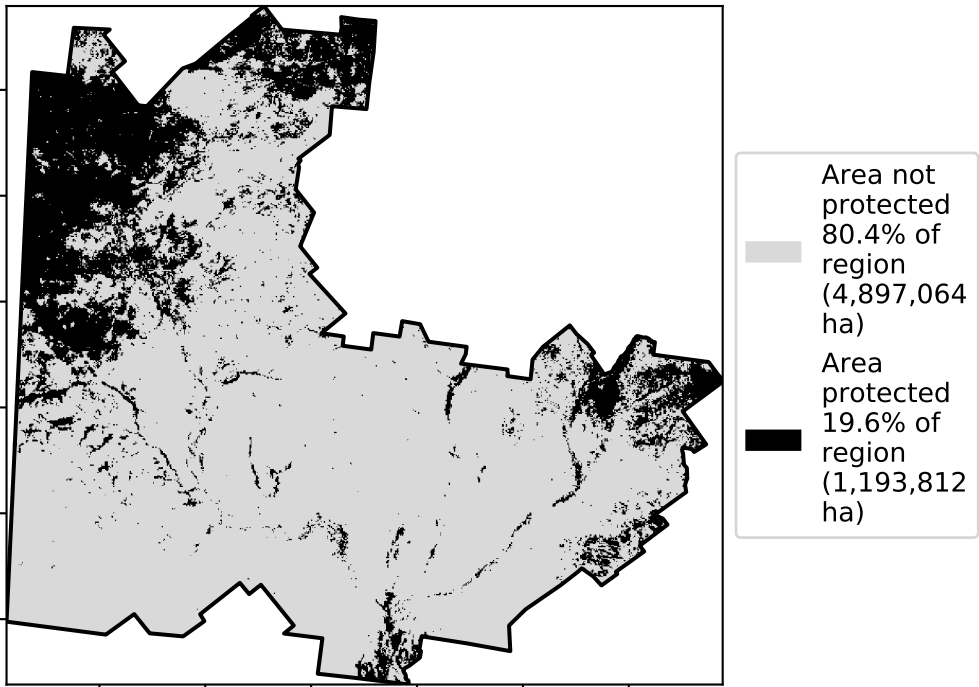 Area not
protected
80.4% of
region
(4,897,064
ha)
Area
protected
19.6% of
region
(1,193,812
ha)